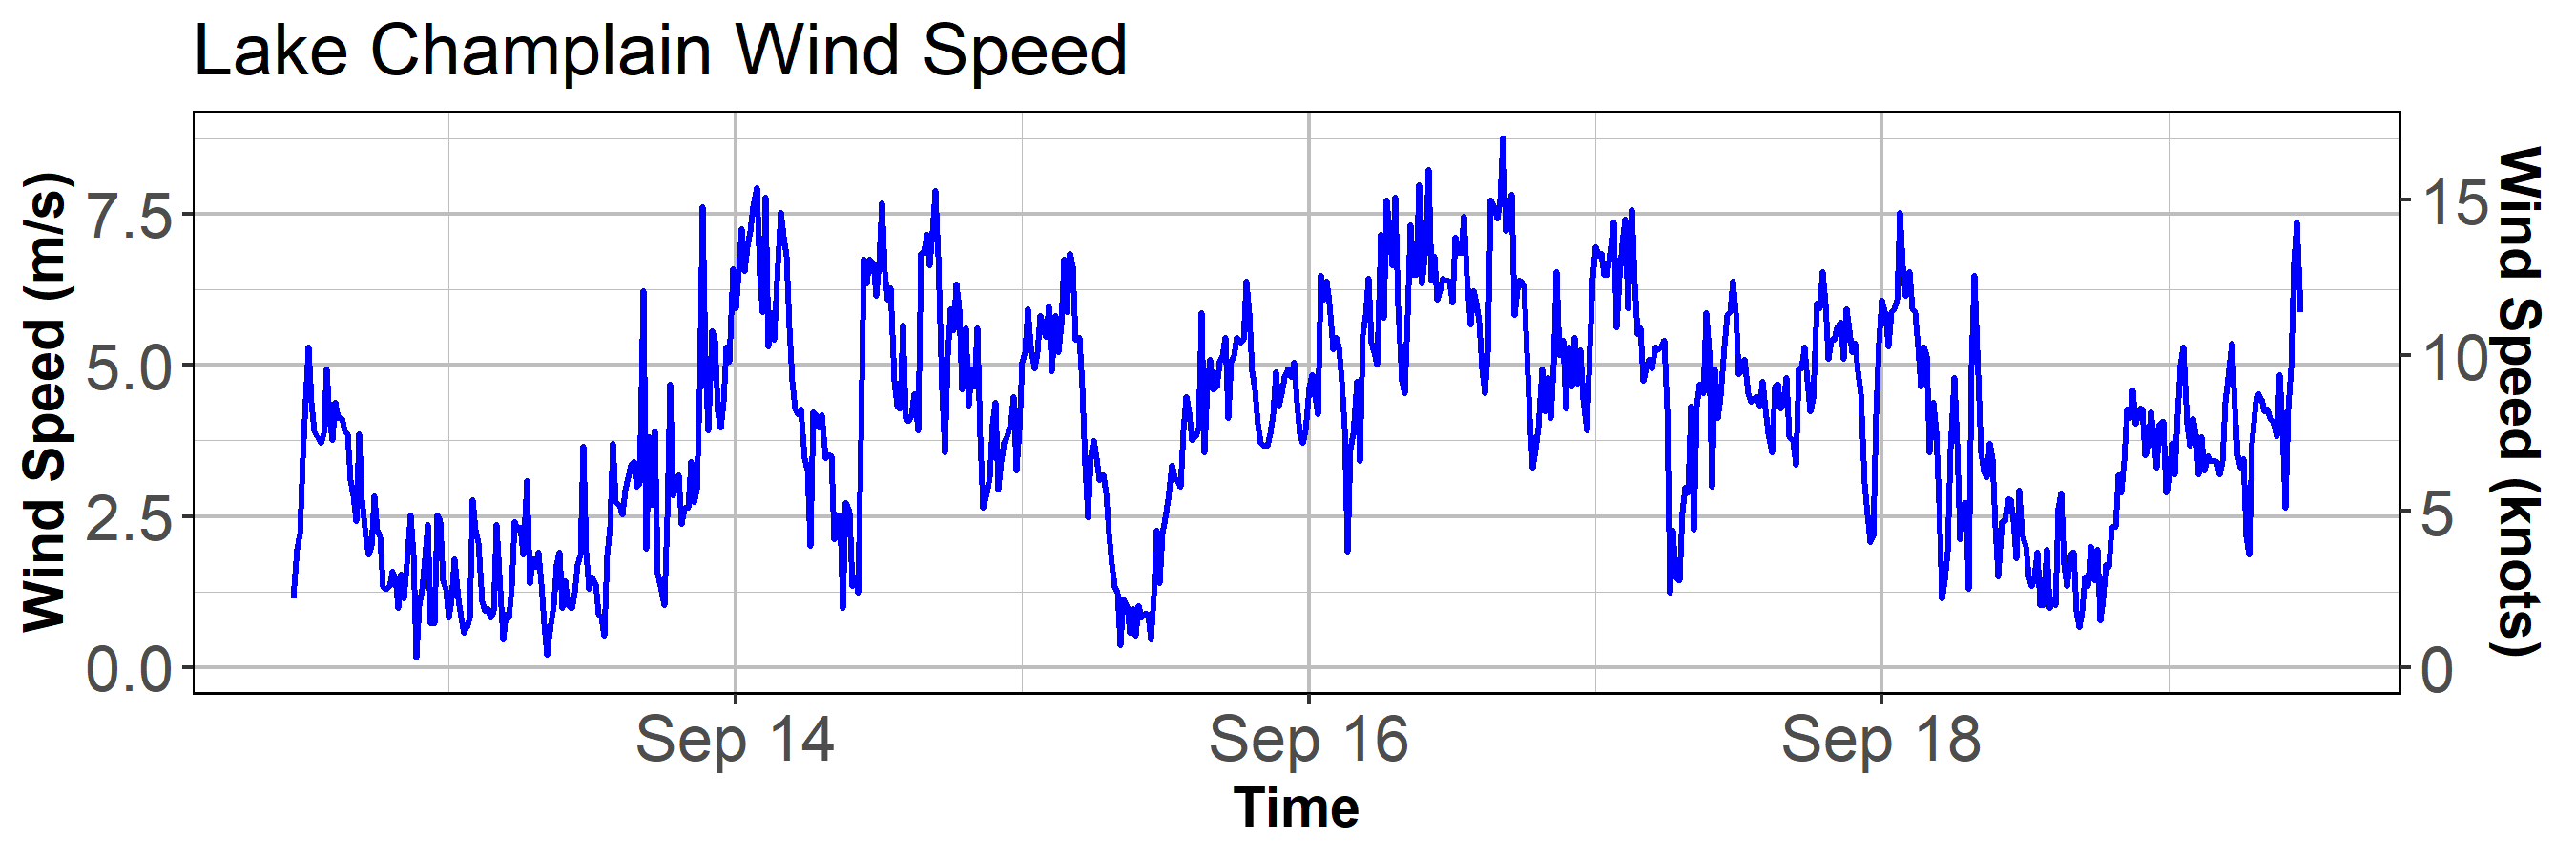 Lake Champlain Wind Speed
Wind Speed (m/s)
7.5
5.0
2.5
0.0
15
10
5
0
Wind Speed (knots)
Sep 14
Sep 16
Sep 18
Time